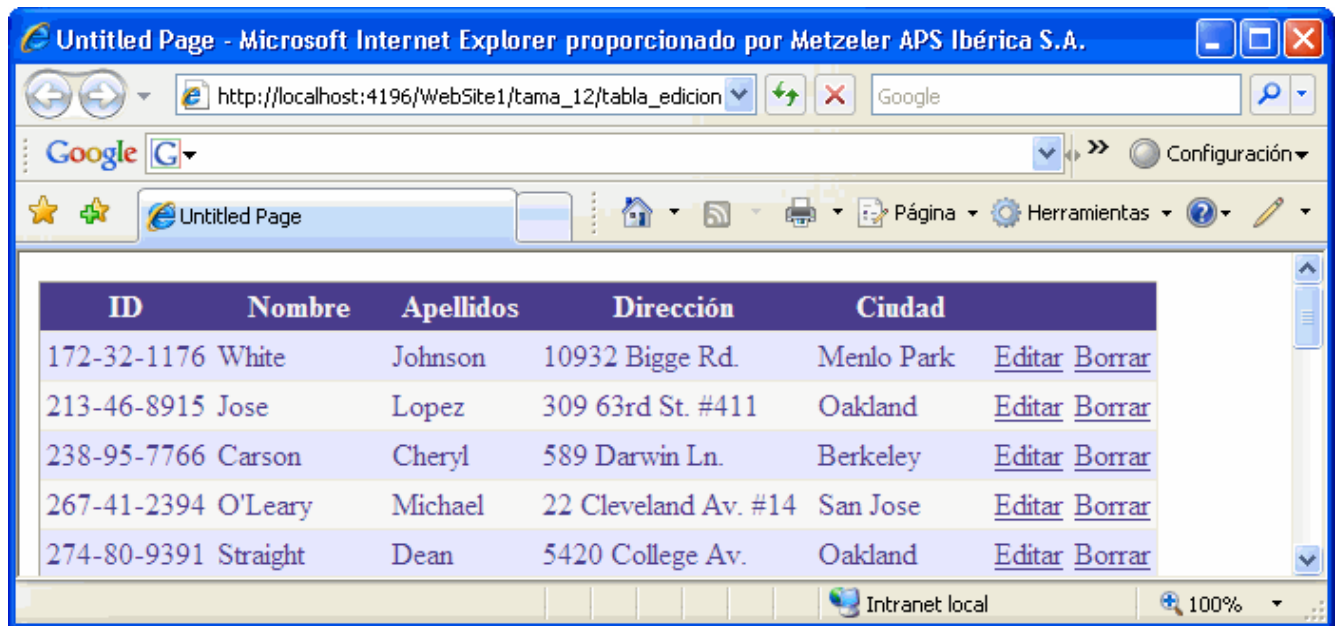 Untitled Page - Microsoft Internet Explorer proporcionado por Metzeler APS Ibérica S.A.
http://localhost:4196/WebSite1/tama_12/tabla_edicion
Google
Google G
Configuración
Untitled Page
Página Herramientas
ID Nombre Apellidos Dirección Ciudad
172-32-1176 White Johnson 10932 Bigge Rd. Menlo Park Editar Borrar
213-46-8915 Jose Lopez 309 63rd St. #411 Oakland Editar Borrar
238-95-7766 Carson Cheryl 589 Darwin Ln. Berkeley Editar Borrar
267-41-2394 O'Leary Michael 22 Cleveland Av. #14 San Jose Editar Borrar
274-80-9391 Straight Dean 5420 College Av. Oakland Editar Borrar
Intranet local 100%